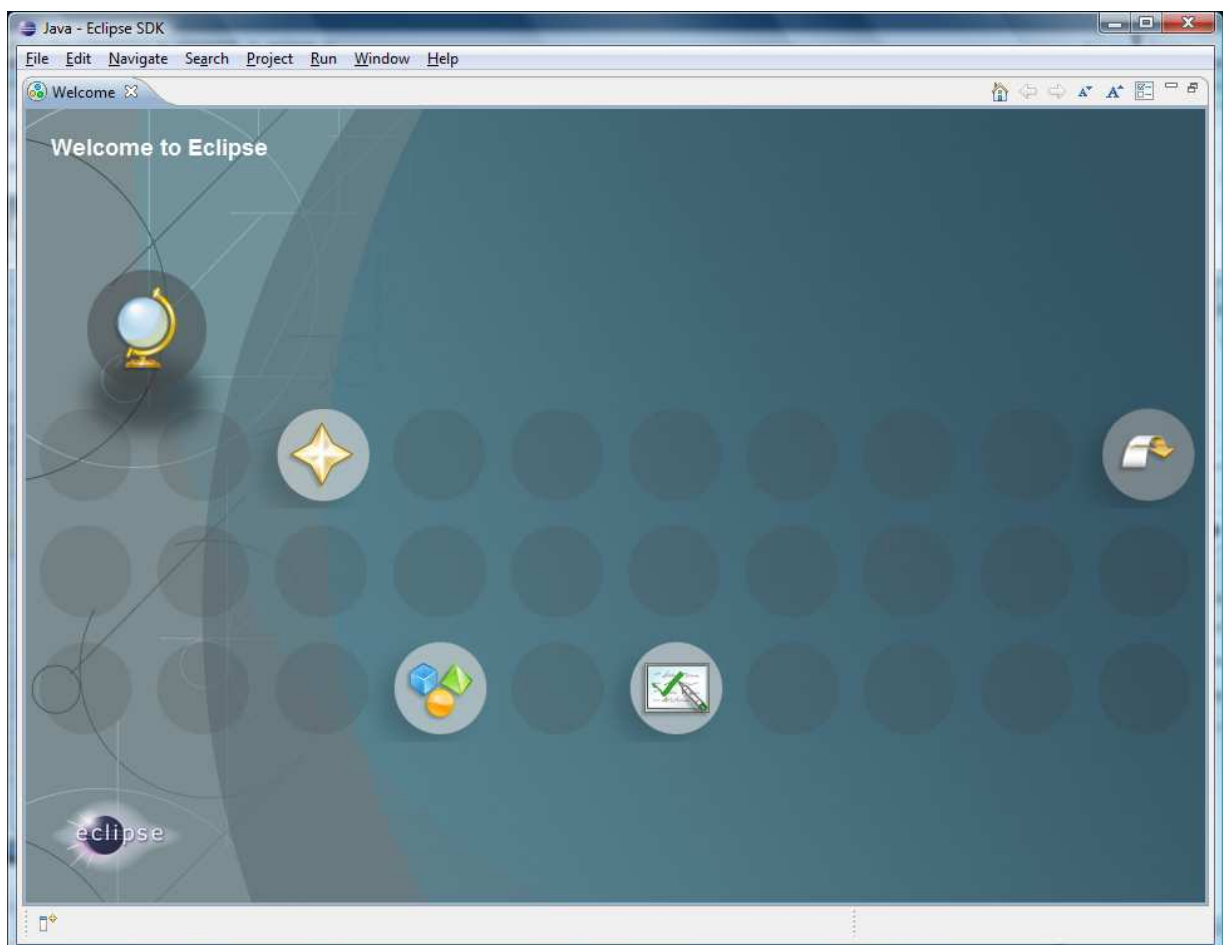 Java - Eclipse SDK
File Edit Navigate Search Project Run Window Help
Welcome
Welcome to Eclipse
eclipse